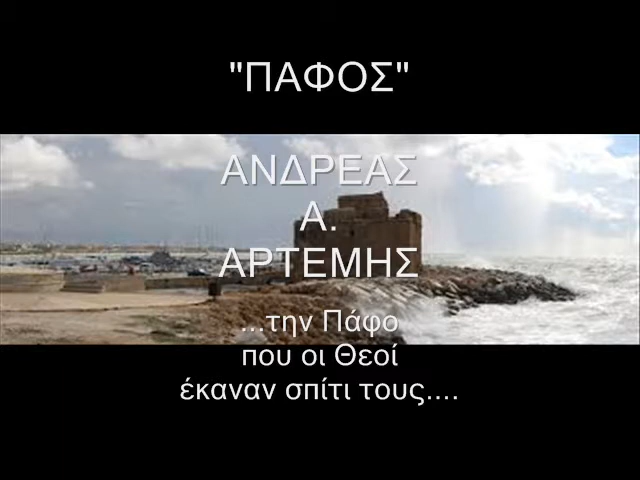 "ΠΑΦΟΣ"
ΑΝΔΡΕΑΣ
Α.
ΑΡΤΕΜΗΣ
...την Πάφο
που οι Θεοί
έκαναν σπίτι τους....